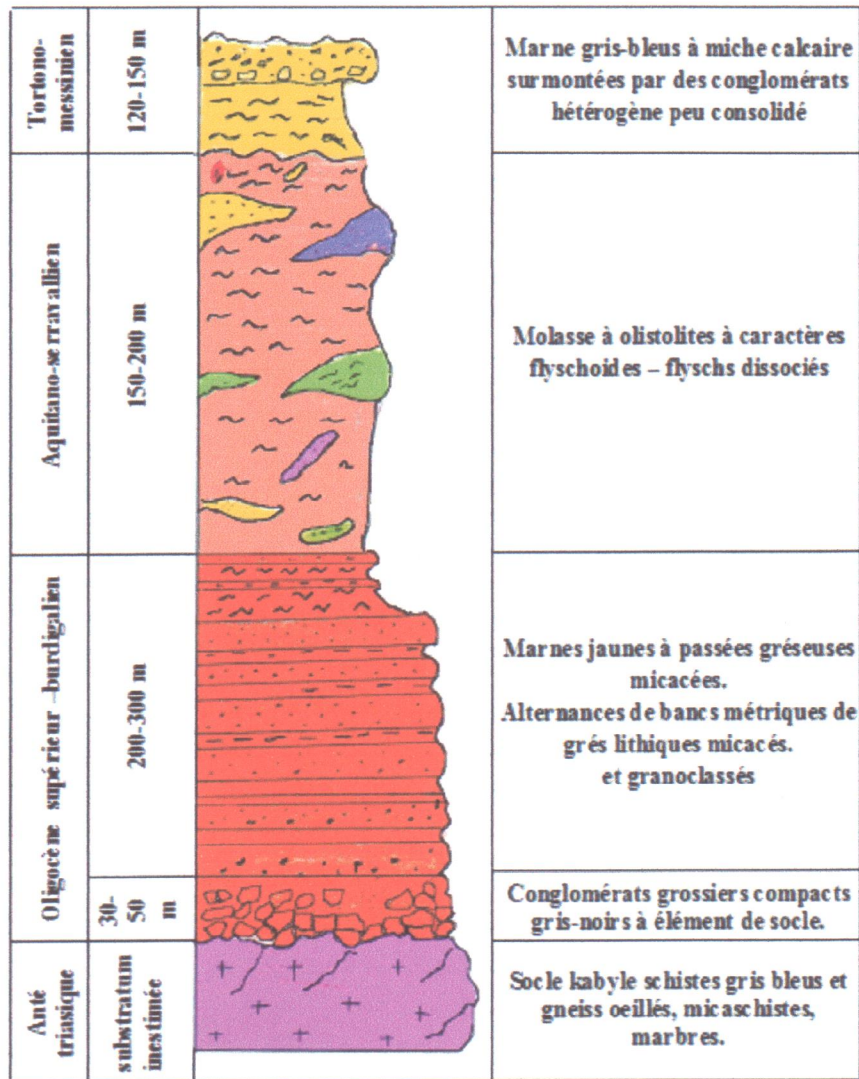 Tortono-
messinien
120-150 m
Marne gris-bleus à miche calcaire
surmontées par des conglomérats
hétérogène peu consolidé
Aquitano-serravallien
150-200 m
Molasse à olistolites à caractères
flyschoides – flyschs dissociés
Oligocène supérieur –burdigalien
200-300 m
Marnes jaunes à passées gréseuses
micacées.
Alternances de bancs métriques de
grés lithiques micacés.
et granoclassés
30-
50
m
Conglomérats grossiers compacts
gris-noirs à élément de socle.
Anté
triasique
substratum
inestimée
Socle kabyle schistes gris bleus et
gneiss oeillés, micaschistes,
marbres.